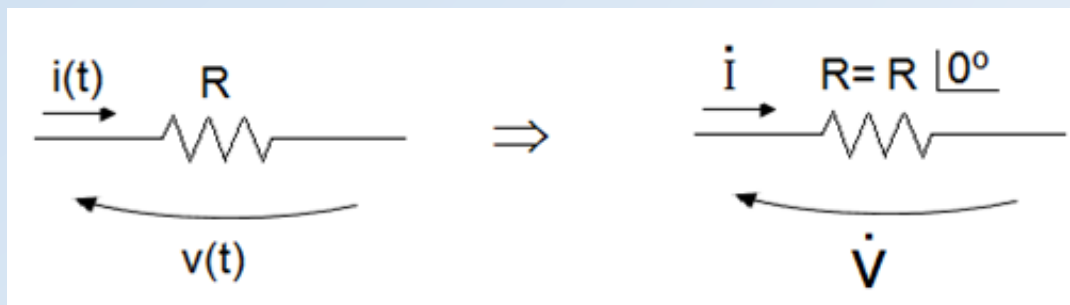 i(t) R
v(t)
⇒
İ R= R |0º
V̇